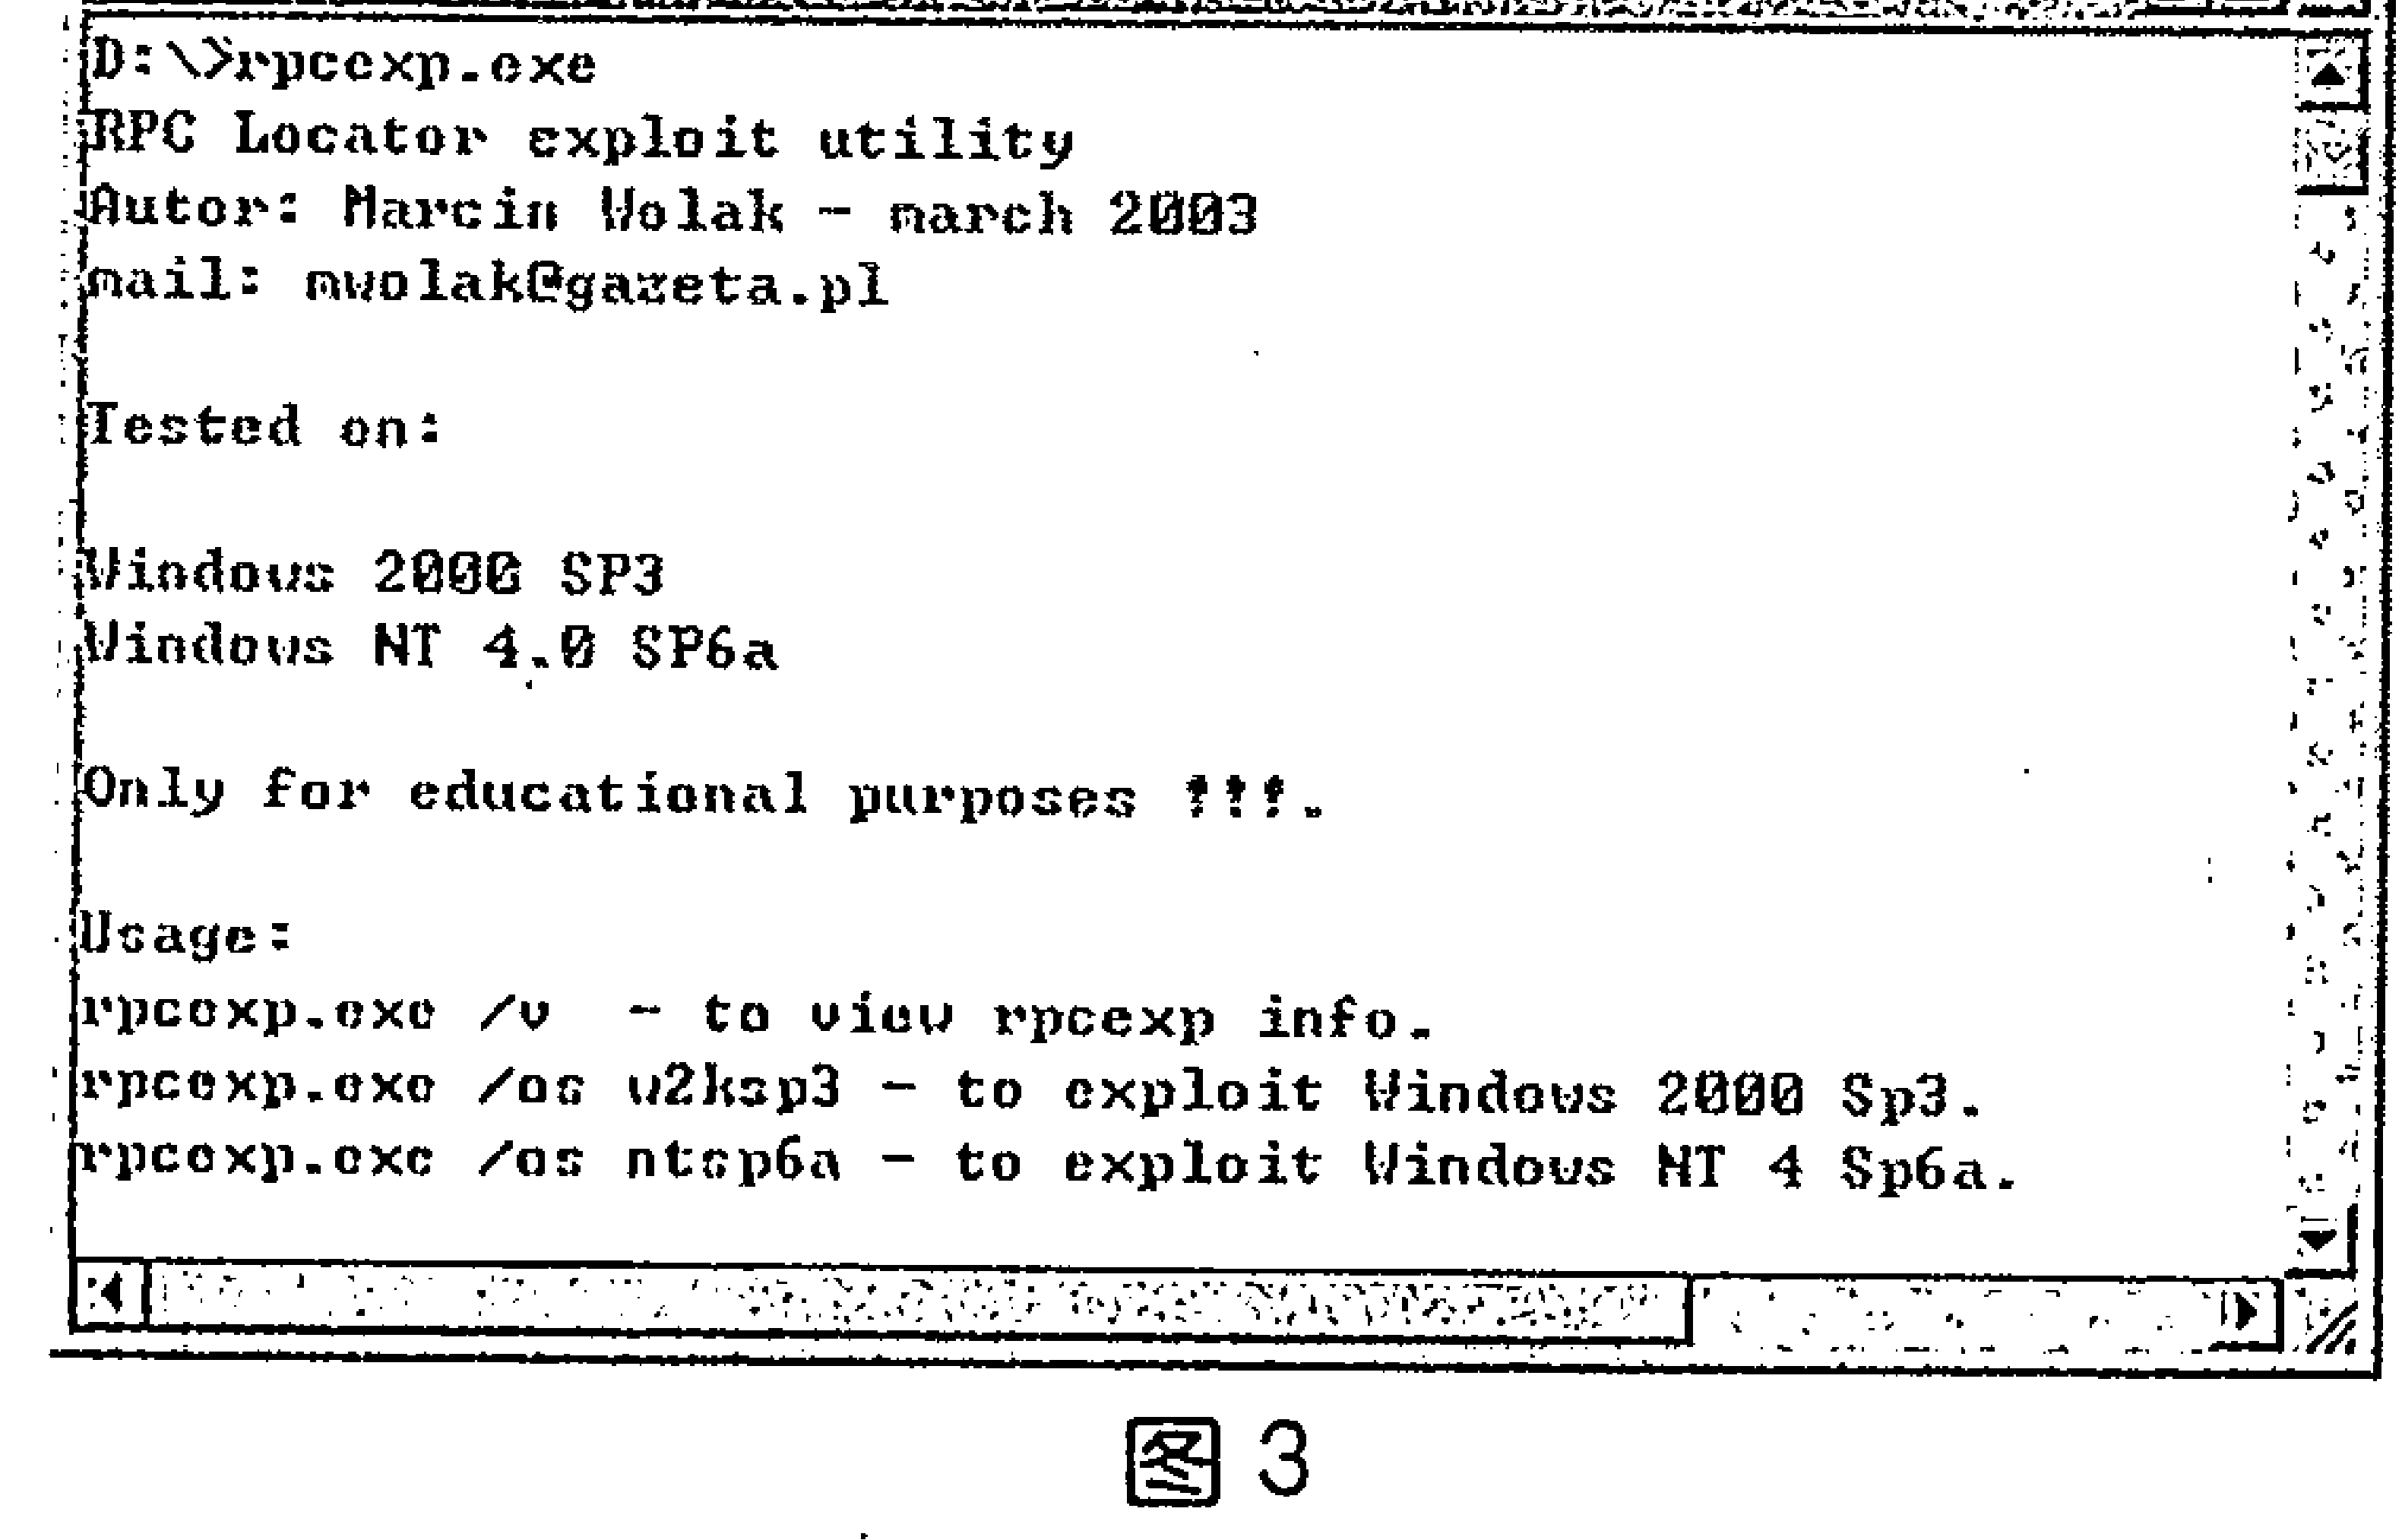 D:\>rpcexp.exe
RPC Locator exploit utility
Autor: Marcin Wolak - march 2003
mail: mwolak@gazeta.pl
Tested on:
Windows 2000 SP3
Windows NT 4.0 SP6a
Only for educational purposes !!!.
Usage:
rpcexp.exe /v - to view rpcexp info.
rpcexp.exe /os w2ksp3 - to exploit Windows 2000 Sp3.
rpcexp.exe /os ntsp6a - to exploit Windows NT 4 Sp6a.
图 3